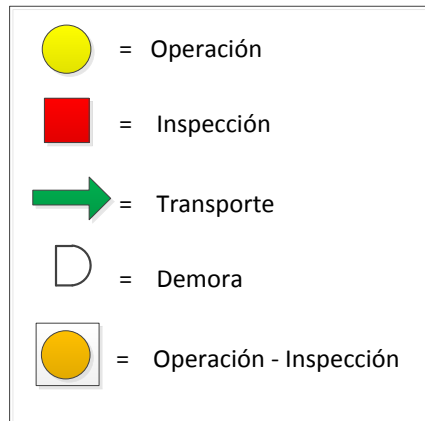 = Operación
= Inspección
= Transporte
= Demora
= Operación - Inspección